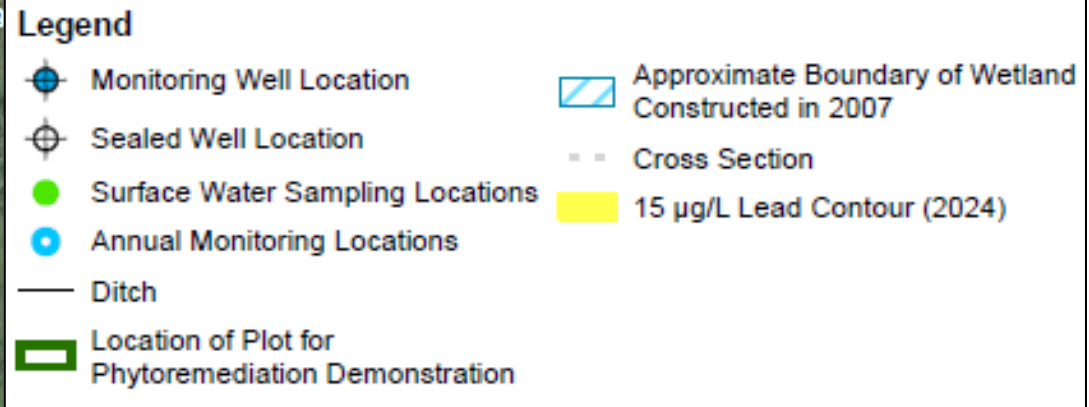 Legend
Monitoring Well Location
Sealed Well Location
Surface Water Sampling Locations
Annual Monitoring Locations
Ditch
Location of Plot for
Phytoremediation Demonstration
Approximate Boundary of Wetland
Constructed in 2007
Cross Section
15 µg/L Lead Contour (2024)